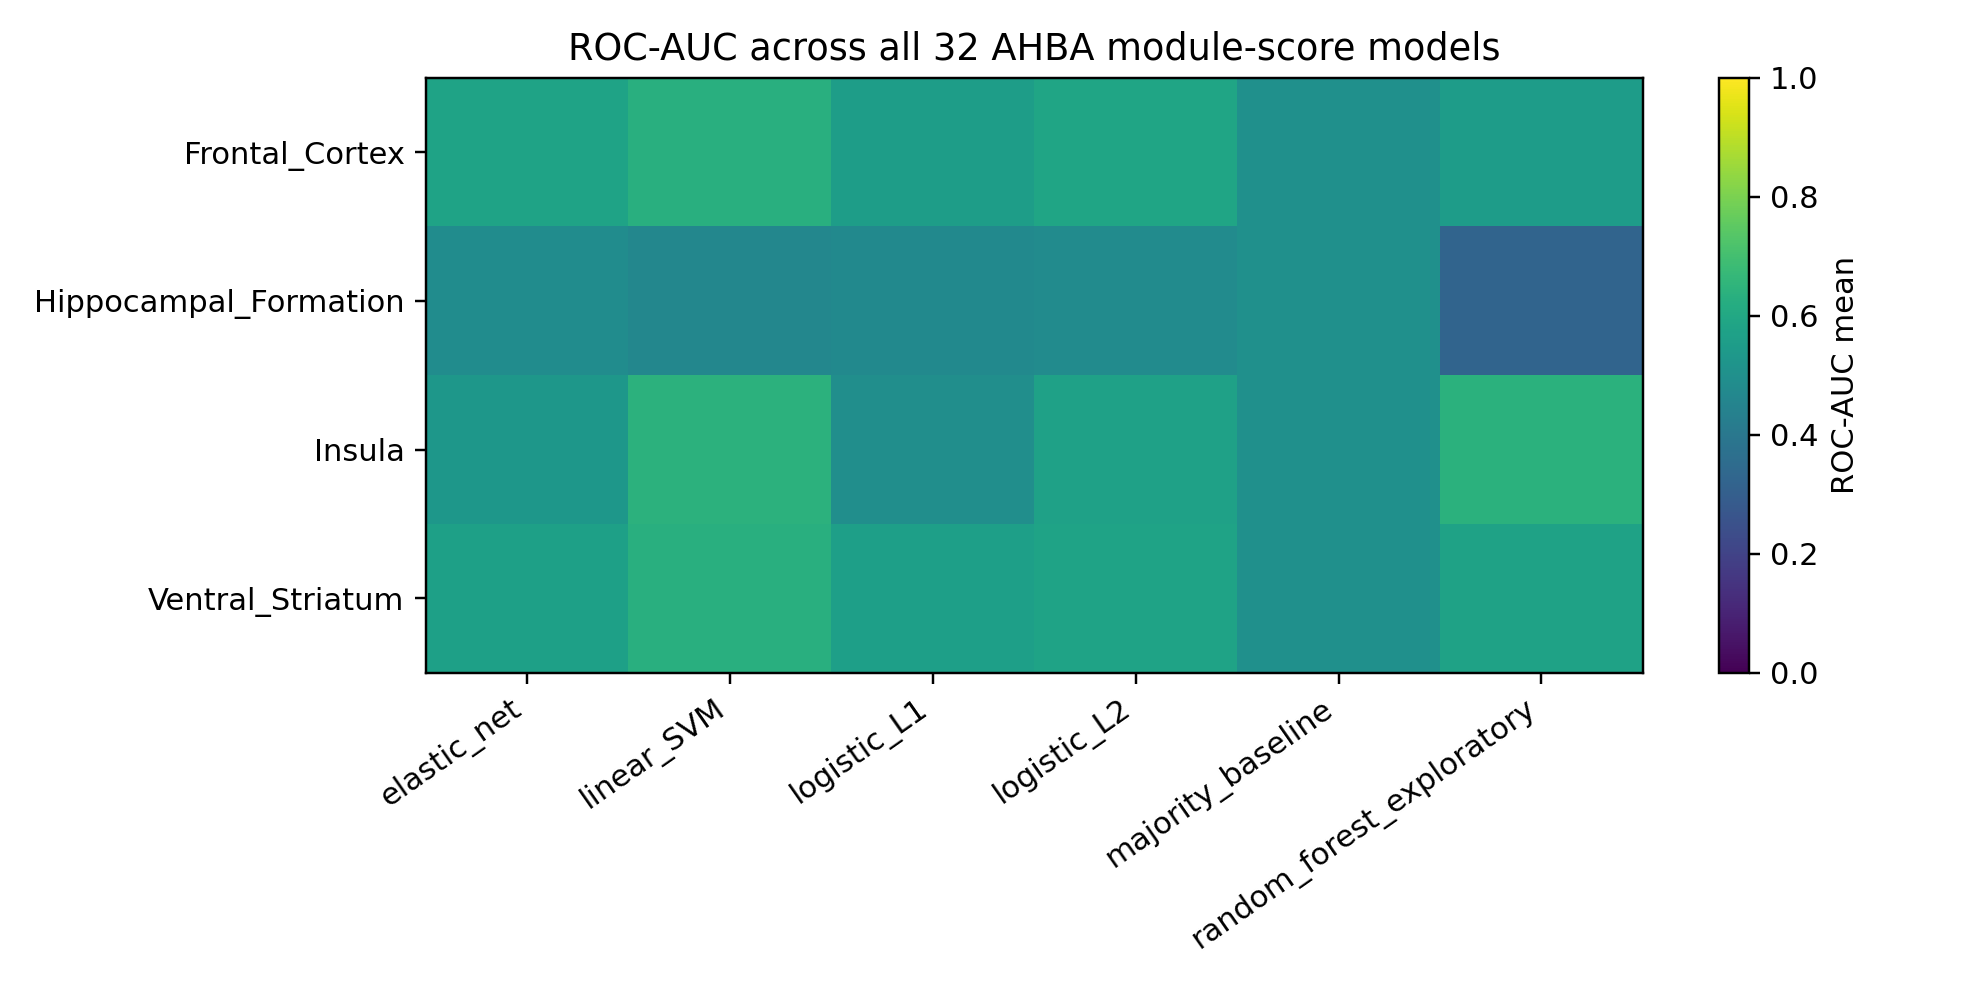 ROC-AUC across all 32 AHBA module-score models
Frontal_Cortex
Hippocampal_Formation
Insula
Ventral_Striatum
elastic_net
linear_SVM
logistic_L1
logistic_L2
majority_baseline
random_forest_exploratory
1.0
0.8
0.6
0.4
0.2
0.0
ROC-AUC mean